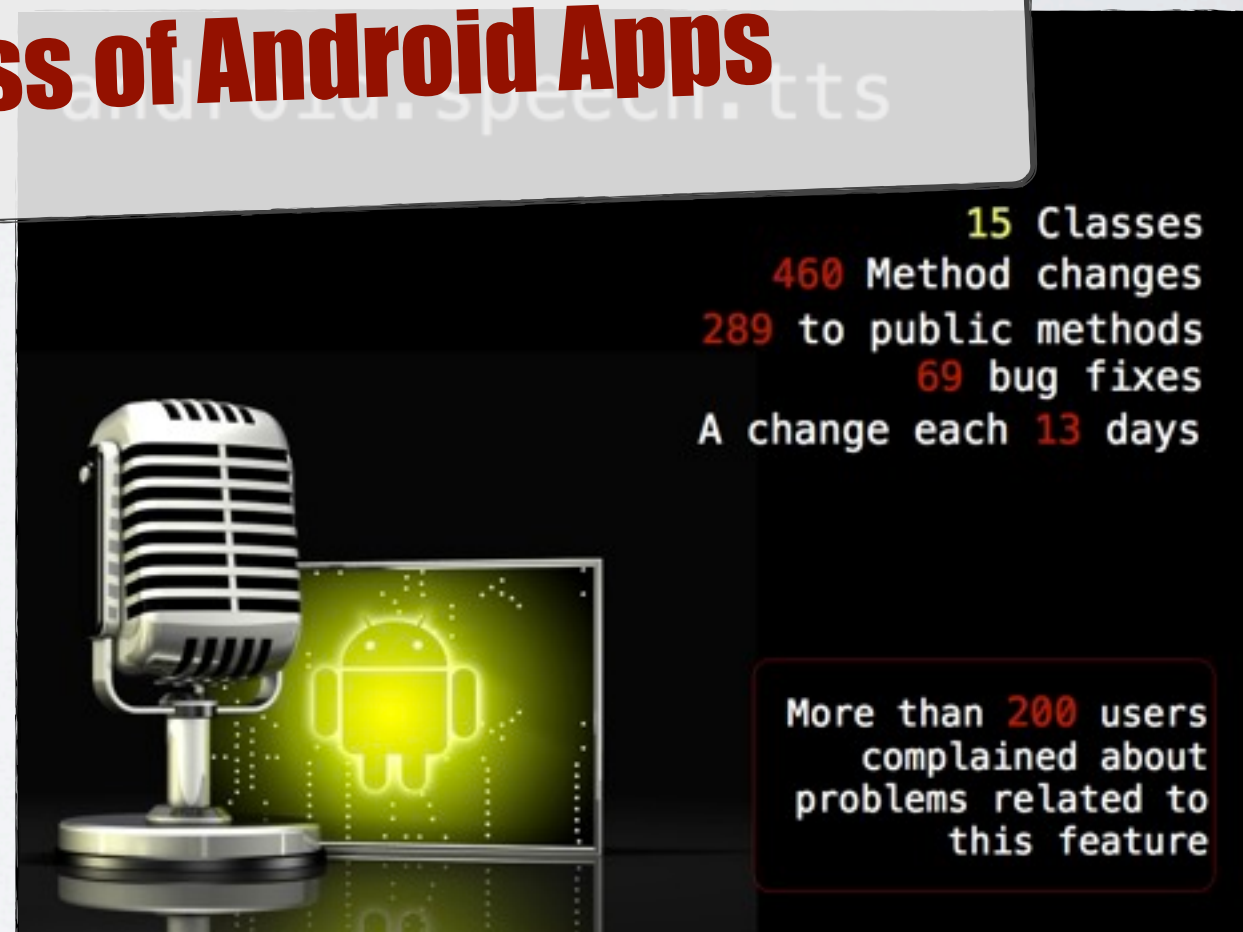 ss of Android Apps
android.speech.tts
15 Classes
460 Method changes
289 to public methods
69 bug fixes
A change each 13 days
More than 200 users
complained about
problems related to
this feature